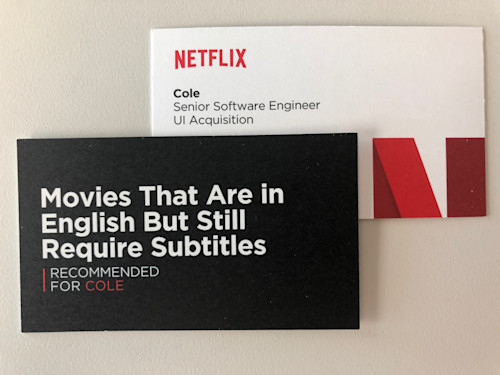 NETFLIX
Cole
Senior Software Engineer
UI Acquisition
Movies That Are in
English But Still
Require Subtitles
RECOMMENDED
FOR COLE